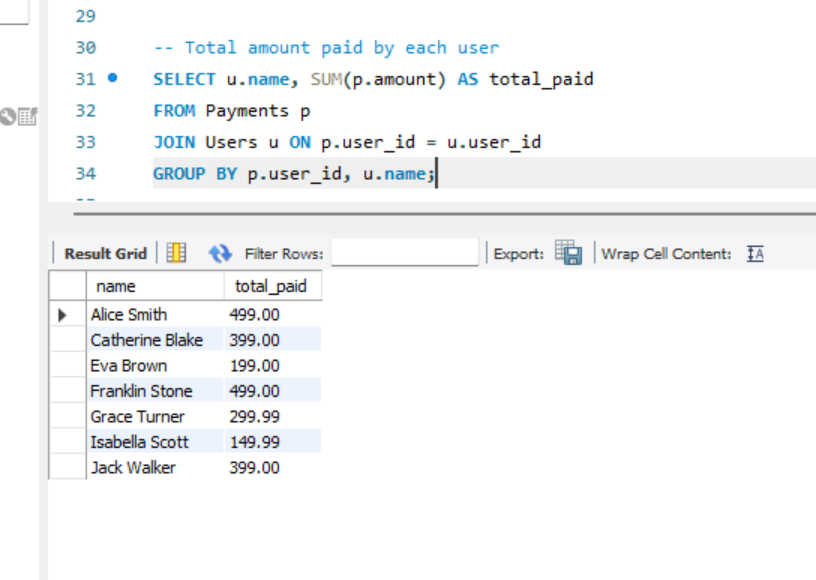 29
30 -- Total amount paid by each user
31 SELECT u.name, SUM(p.amount) AS total_paid
32 FROM Payments p
33 JOIN Users u ON p.user_id = u.user_id
34 GROUP BY p.user_id, u.name;
Result Grid Filter Rows: Export: Wrap Cell Content: IA
name total_paid
Alice Smith 499.00
Catherine Blake 399.00
Eva Brown 199.00
Franklin Stone 499.00
Grace Turner 299.99
Isabella Scott 149.99
Jack Walker 399.00